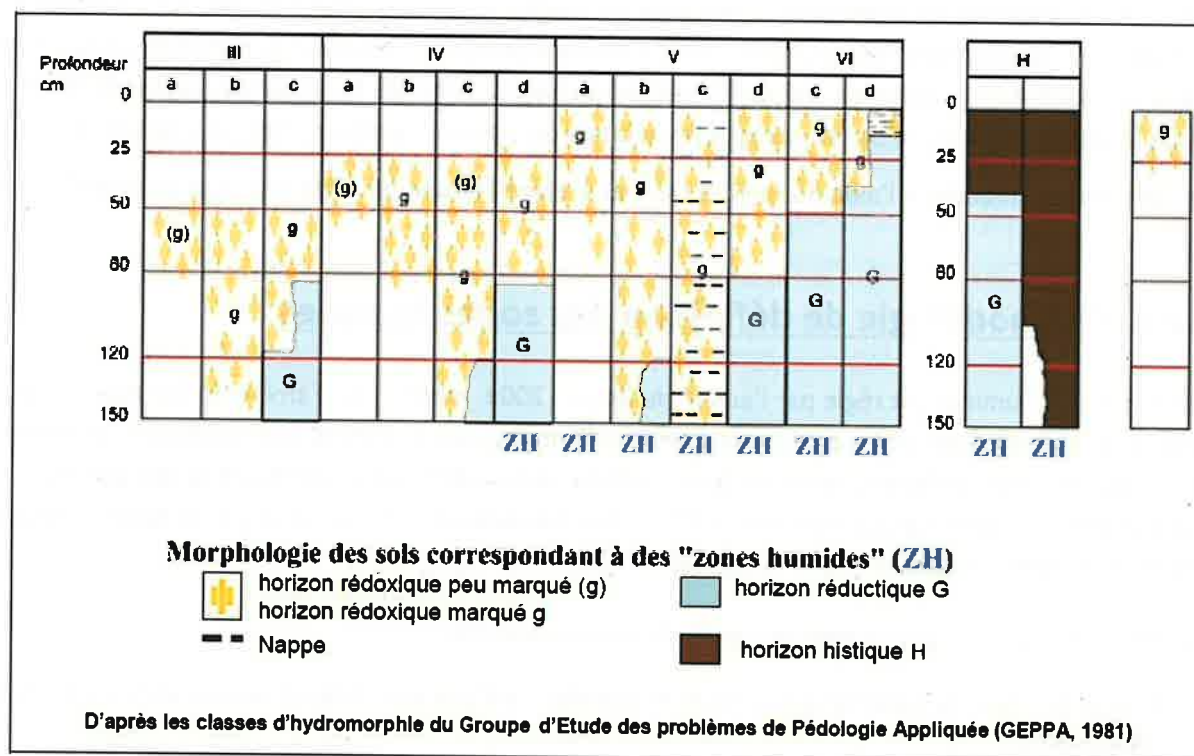 III IV V VI H
Profondeur
cm
a b c a b c d a b c d c d
0 0
g g g g
25 25
(g) g (g) g g g g
50 50
(g) g
80 g g G 80
g G G G
120 G 120
G
150 150
ZH ZH ZH ZH ZH ZH ZH ZH ZH
Morphologie des sols correspondant à des "zones humides" (ZH)
horizon rédoxique peu marqué (g)
horizon rédoxique marqué g
Nappe
horizon réductique G
horizon histique H
D'après les classes d'hydromorphie du Groupe d'Etude des problèmes de Pédologie Appliquée (GEPPA, 1981)